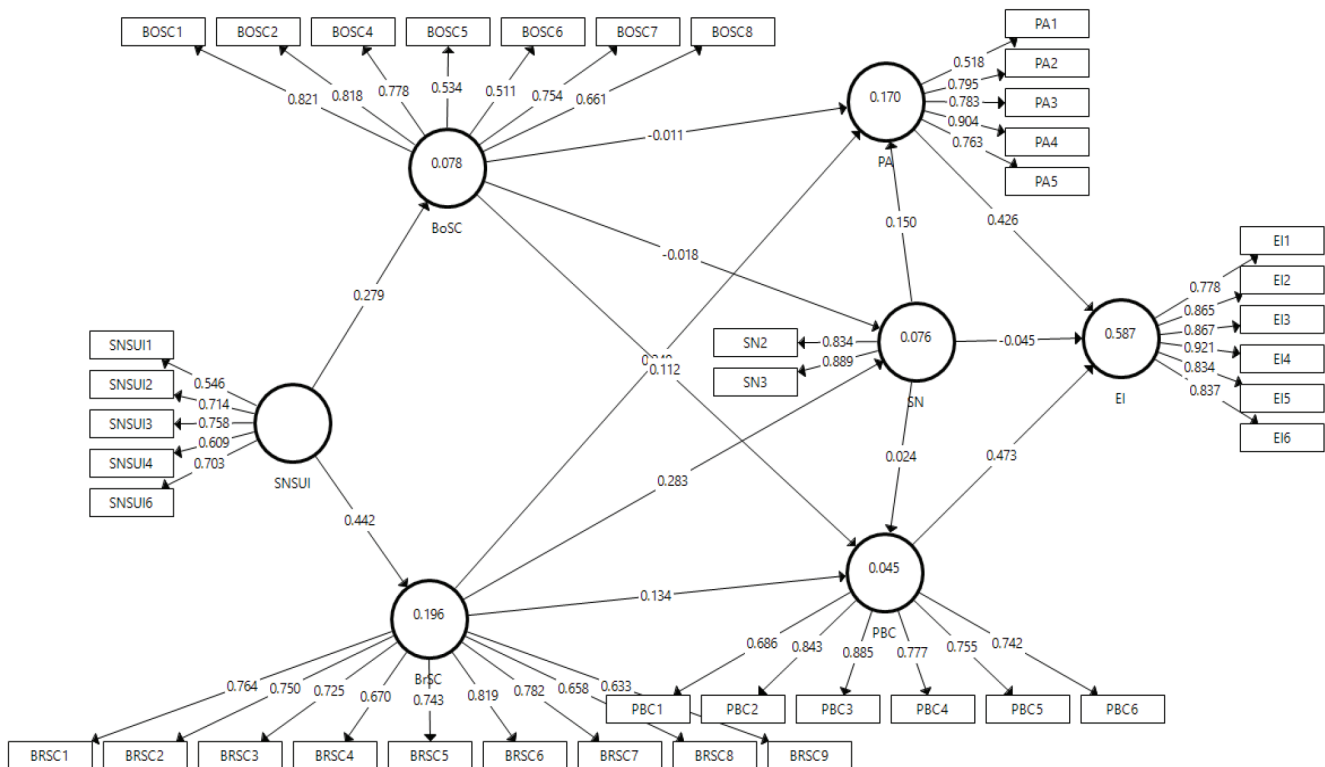 BOSC1 BOSC2 BOSC4 BOSC5 BOSC6 BOSC7 BOSC8
0.821 0.818 0.778 0.534 0.511 0.754 0.661
0.078
BoSC
PA1
PA2
PA3
PA4
PA5
0.518
0.795
0.783
0.904
0.763
0.170
PA
-0.011
0.150
0.426
-0.018
0.279
SNSUI1
SNSUI2
SNSUI3
SNSUI4
SNSUI6
0.546
0.714
0.758
0.609
0.703
SNSUI
0.442
0.112
SN2
SN3
0.834
0.889
0.076
SN
-0.045
0.587
EI
EI1
EI2
EI3
EI4
EI5
EI6
0.778
0.865
0.867
0.921
0.834
0.837
0.283
0.024
0.473
0.134
0.196
BrSC
0.045
PBC
0.686 0.843 0.885 0.777 0.755 0.742
PBC1 PBC2 PBC3 PBC4 PBC5 PBC6
0.764 0.750 0.725 0.670 0.743 0.819 0.782 0.658 0.633
BRSC1 BRSC2 BRSC3 BRSC4 BRSC5 BRSC6 BRSC7 BRSC8 BRSC9